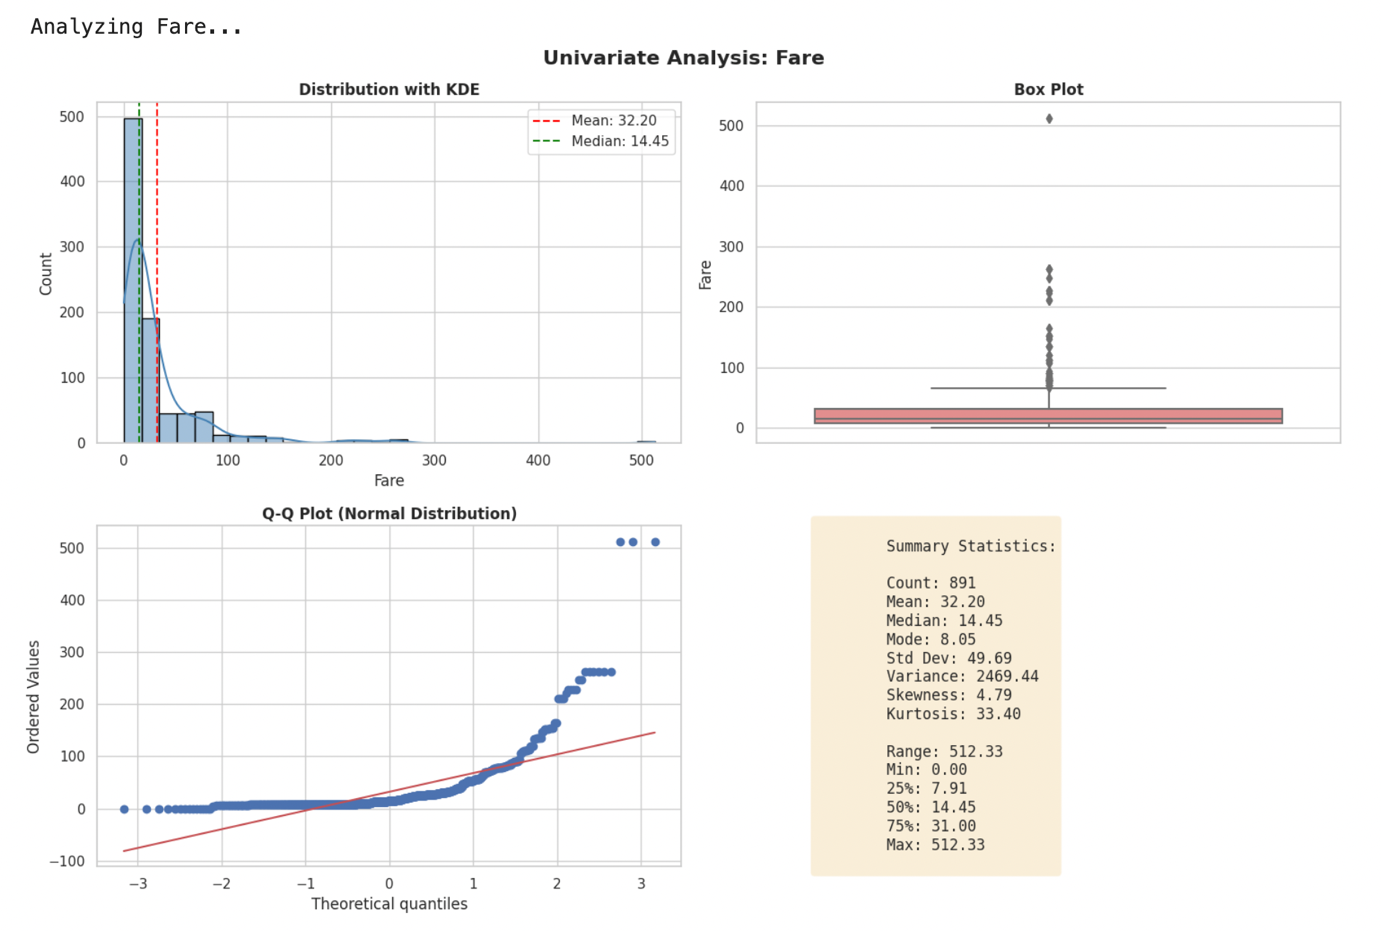 Analyzing Fare...
Univariate Analysis: Fare
Distribution with KDE
Mean: 32.20
Median: 14.45
500
400
300
200
100
0
Count
0 100 200 300 400 500
Fare
Box Plot
500
400
300
200
100
0
Fare
Q-Q Plot (Normal Distribution)
500
400
300
200
100
0
−100
Ordered Values
−3 −2 −1 0 1 2 3
Theoretical quantiles
Summary Statistics:
Count: 891
Mean: 32.20
Median: 14.45
Mode: 8.05
Std Dev: 49.69
Variance: 2469.44
Skewness: 4.79
Kurtosis: 33.40
Range: 512.33
Min: 0.00
25%: 7.91
50%: 14.45
75%: 31.00
Max: 512.33